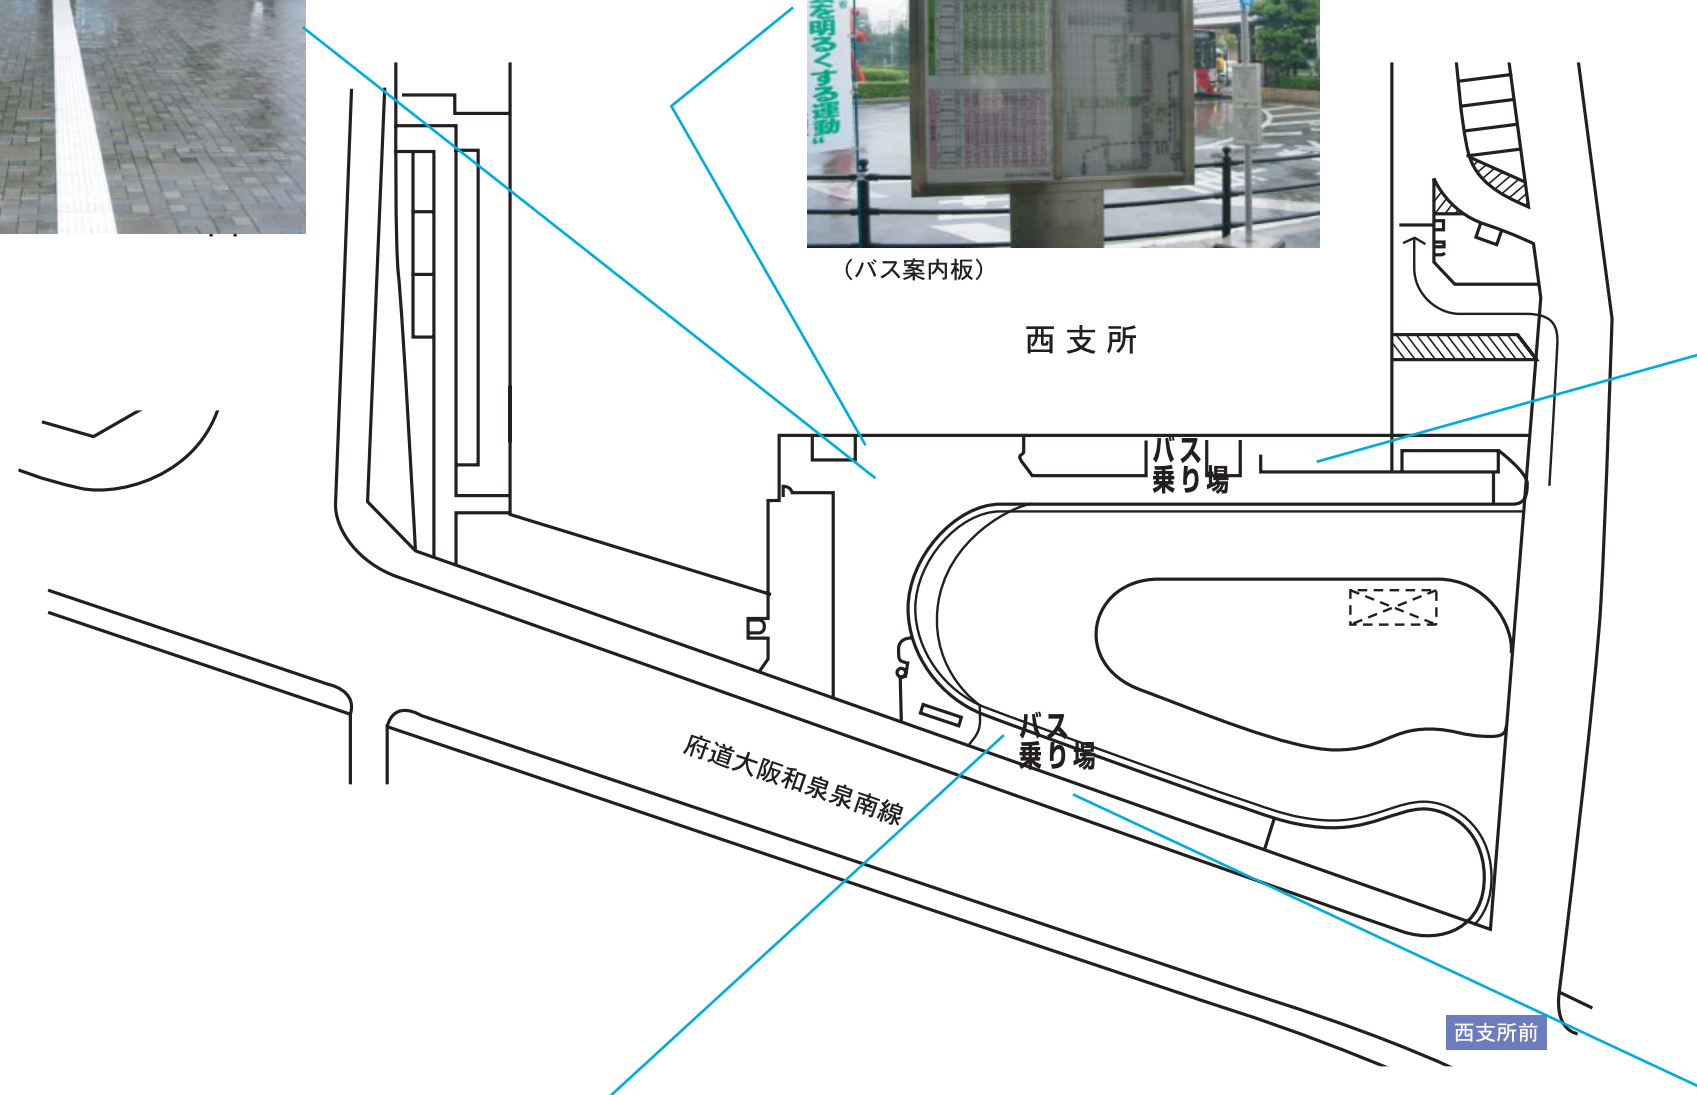 を明るくする運動"
（バス案内板）
西支所
バス
乗り場
バス
乗り場
府道大阪和泉泉南線
西支所前